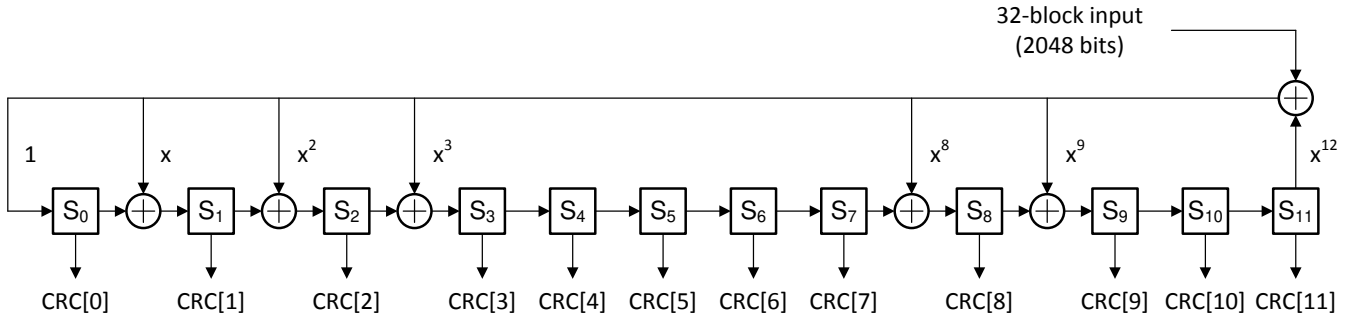 32-block input
(2048 bits)
1 x x² x³ x⁸ x⁹ x¹²
S₀ S₁ S₂ S₃ S₄ S₅ S₆ S₇ S₈ S₉ S₁₀ S₁₁
CRC[0] CRC[1] CRC[2] CRC[3] CRC[4] CRC[5] CRC[6] CRC[7] CRC[8] CRC[9] CRC[10] CRC[11]